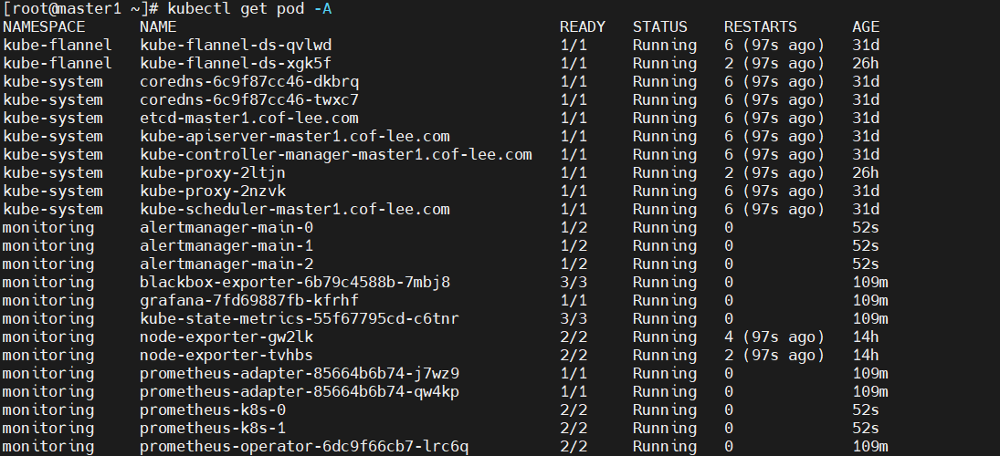 [root@master1 ~]# kubectl get pod -A
NAMESPACE NAME READY STATUS RESTARTS AGE
kube-flannel kube-flannel-ds-qvlwd 1/1 Running 6 (97s ago) 31d
kube-flannel kube-flannel-ds-xgk5f 1/1 Running 2 (97s ago) 26h
kube-system coredns-6c9f87cc46-dkbrq 1/1 Running 6 (97s ago) 31d
kube-system coredns-6c9f87cc46-twxc7 1/1 Running 6 (97s ago) 31d
kube-system etcd-master1.cof-lee.com 1/1 Running 6 (97s ago) 31d
kube-system kube-apiserver-master1.cof-lee.com 1/1 Running 6 (97s ago) 31d
kube-system kube-controller-manager-master1.cof-lee.com 1/1 Running 6 (97s ago) 31d
kube-system kube-proxy-2ltjn 1/1 Running 2 (97s ago) 26h
kube-system kube-proxy-2nzvk 1/1 Running 6 (97s ago) 31d
kube-system kube-scheduler-master1.cof-lee.com 1/1 Running 6 (97s ago) 31d
monitoring alertmanager-main-0 1/2 Running 0 52s
monitoring alertmanager-main-1 1/2 Running 0 52s
monitoring alertmanager-main-2 1/2 Running 0 52s
monitoring blackbox-exporter-6b79c4588b-7mbj8 3/3 Running 0 109m
monitoring grafana-7fd69887fb-kfrhf 1/1 Running 0 109m
monitoring kube-state-metrics-55f67795cd-c6tnr 3/3 Running 0 109m
monitoring node-exporter-gw2lk 2/2 Running 4 (97s ago) 14h
monitoring node-exporter-tvhbs 2/2 Running 2 (97s ago) 14h
monitoring prometheus-adapter-85664b6b74-j7wz9 1/1 Running 0 109m
monitoring prometheus-adapter-85664b6b74-qw4kp 1/1 Running 0 109m
monitoring prometheus-k8s-0 2/2 Running 0 52s
monitoring prometheus-k8s-1 2/2 Running 0 52s
monitoring prometheus-operator-6dc9f66cb7-lrc6q 2/2 Running 0 109m